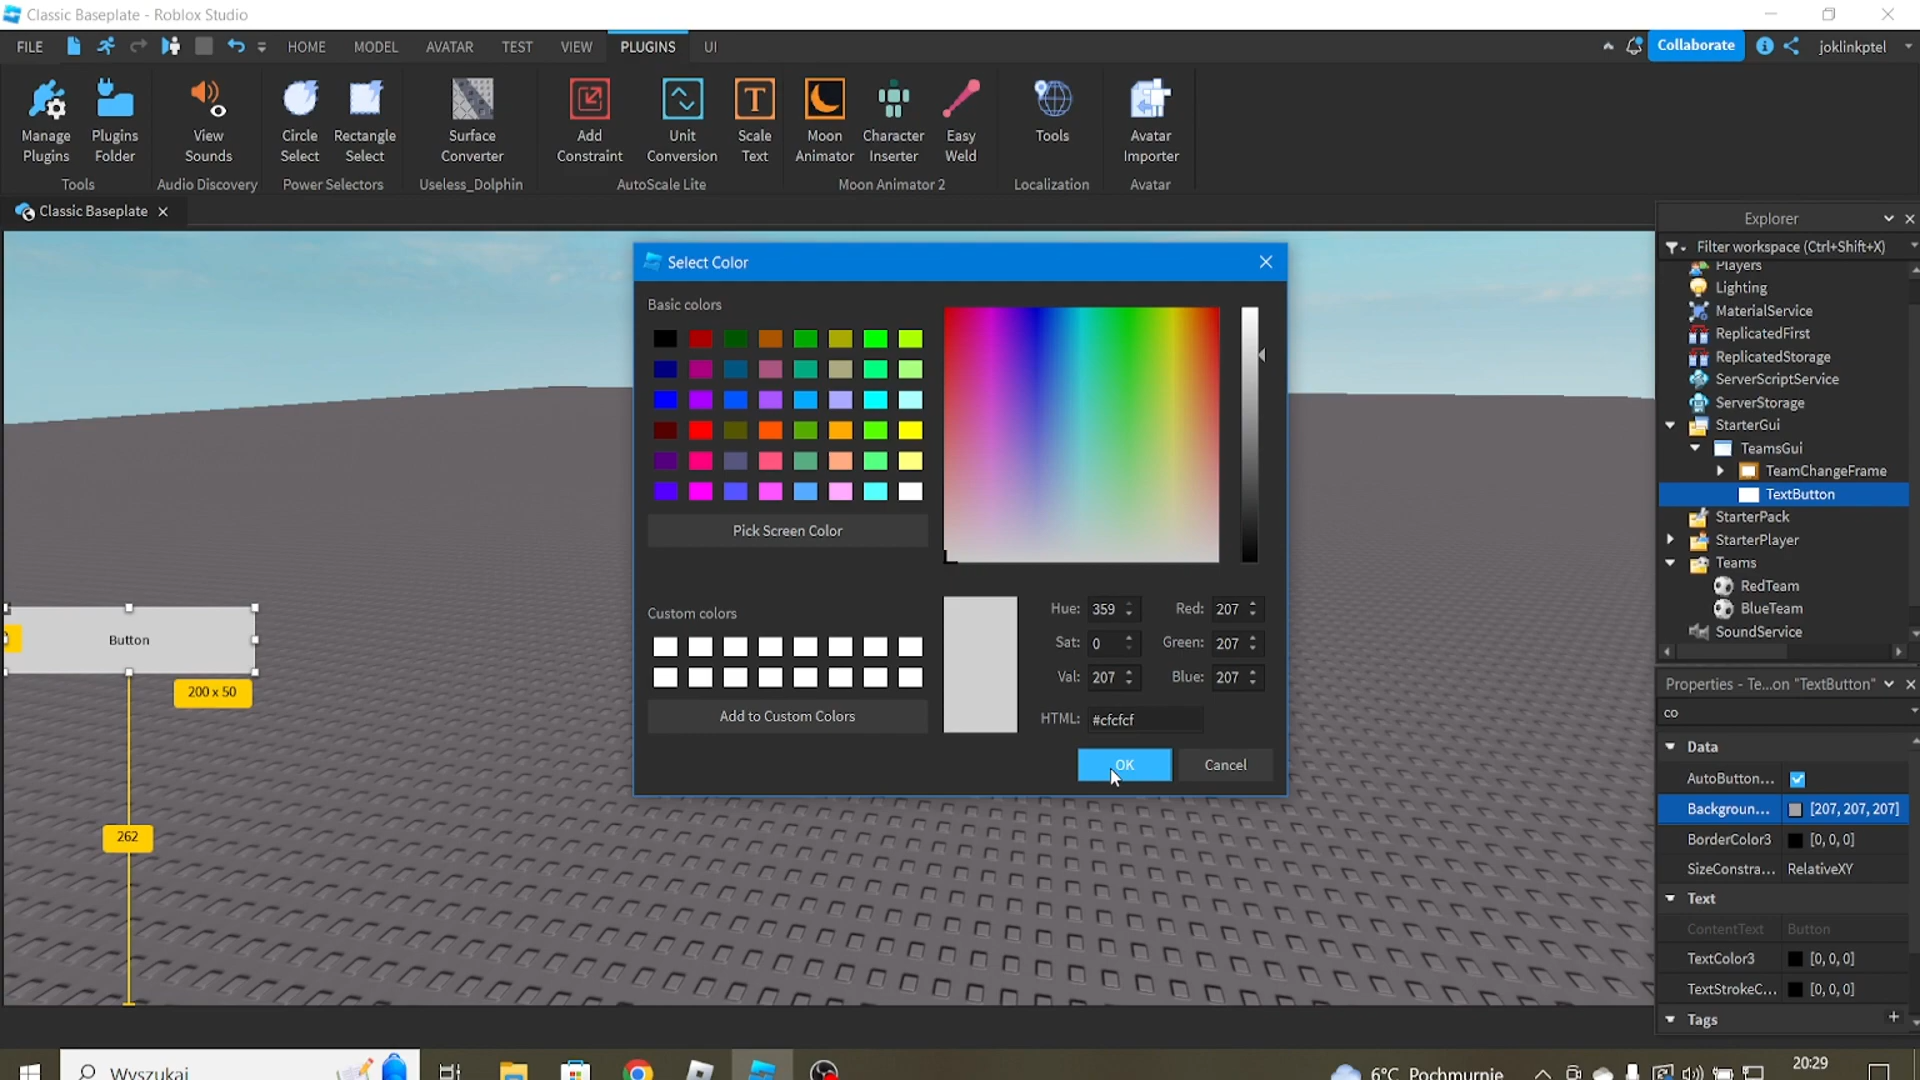 Classic Baseplate - Roblox Studio
FILE
HOME
MODEL
AVATAR
TEST
VIEW
PLUGINS
UI
Collaborate
joklinkptel
Manage Plugins
Plugins Folder
View Sounds
Circle Select
Rectangle Select
Surface Converter
Add Constraint
Unit Conversion
Scale Text
Moon Animator
Character Inserter
Easy Weld
Tools
Avatar Importer
Tools
Audio Discovery
Power Selectors
Useless_Dolphin
AutoScale Lite
Moon Animator 2
Localization
Avatar
Classic Baseplate
Button
200 x 50
262
Select Color
Basic colors
Pick Screen Color
Custom colors
Add to Custom Colors
Hue: 359
Red: 207
Sat: 0
Green: 207
Val: 207
Blue: 207
HTML: #cfcfcf
OK
Cancel
Explorer
Filter workspace (Ctrl+Shift+X)
Players
Lighting
MaterialService
ReplicatedFirst
ReplicatedStorage
ServerScriptService
ServerStorage
StarterGui
TeamsGui
TeamChangeFrame
TextButton
StarterPack
StarterPlayer
Teams
RedTeam
BlueTeam
SoundService
Properties - Te...on "TextButton"
co
Data
AutoButton...
Backgroun... [207, 207, 207]
BorderColor3 [0, 0, 0]
SizeConstra... RelativeXY
Text
ContentText Button
TextColor3 [0, 0, 0]
TextStrokeC... [0, 0, 0]
Tags
Wyszukaj
6°C Pochmurnie
20:29